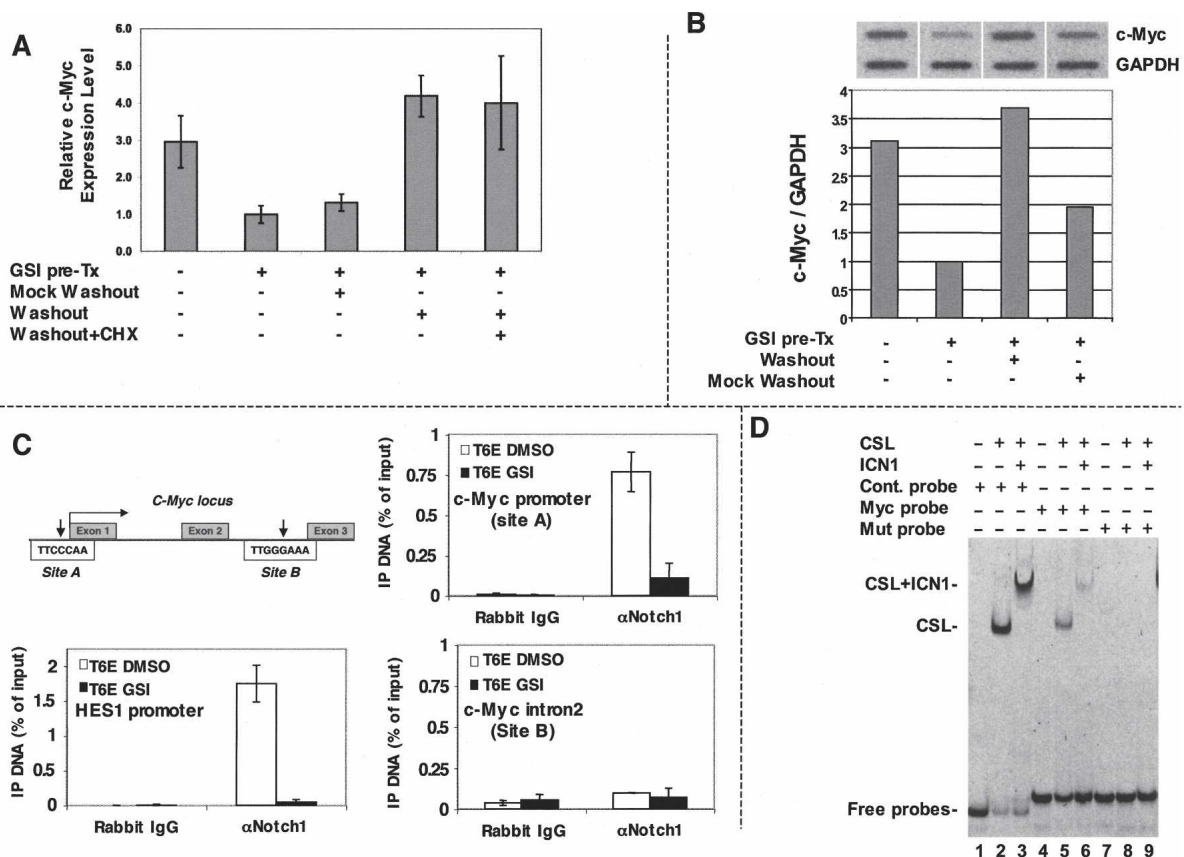 A
Relative c-Myc
Expression Level
6.0
5.0
4.0
3.0
2.0
1.0
0.0
GSI pre-Tx - + + + +
Mock Washout - - + - -
Washout - - - + +
Washout+CHX - - - - +
B
c-Myc
GAPDH
c-Myc / GAPDH
4
3.5
3
2.5
2
1.5
1
0.5
0
GSI pre-Tx - + + +
Washout - - + -
Mock Washout - - - +
C
C-Myc locus
Exon 1
Exon 2
Exon 3
TTCCCAA
TTGGGAAA
Site A
Site B
IP DNA (% of input)
1
0.75
0.5
0.25
0
T6E DMSO
T6E GSI
c-Myc promoter
(site A)
Rabbit IgG
αNotch1
IP DNA (% of input)
2
1.5
1
0.5
0
T6E DMSO
T6E GSI
HES1 promoter
Rabbit IgG
αNotch1
IP DNA (% of input)
1
0.75
0.5
0.25
0
T6E DMSO
T6E GSI
c-Myc intron2
(Site B)
Rabbit IgG
αNotch1
D
CSL - + + - + + - + +
ICN1 - - + - - + - - +
Cont. probe + + + - - - - - -
Myc probe - - - + + + - - -
Mut probe - - - - - - + + +
CSL+ICN1-
CSL-
Free probes-
1 2 3 4 5 6 7 8 9